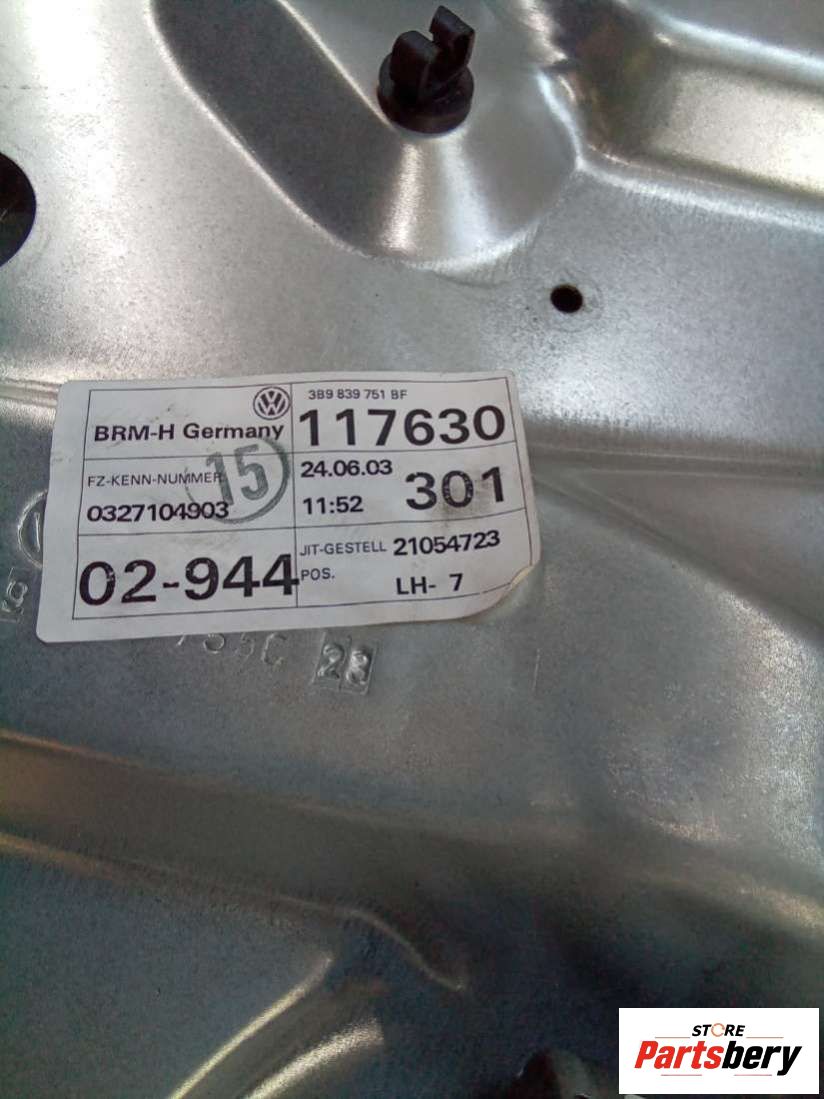 3B9 839 751 BF
BRM-H Germany
117630
FZ-KENN-NUMMER
15
24.06.03
0327104903
11:52
301
02-944
JIT-GESTELL 21054723
POS.
LH- 7
28
STORE
Partsbery